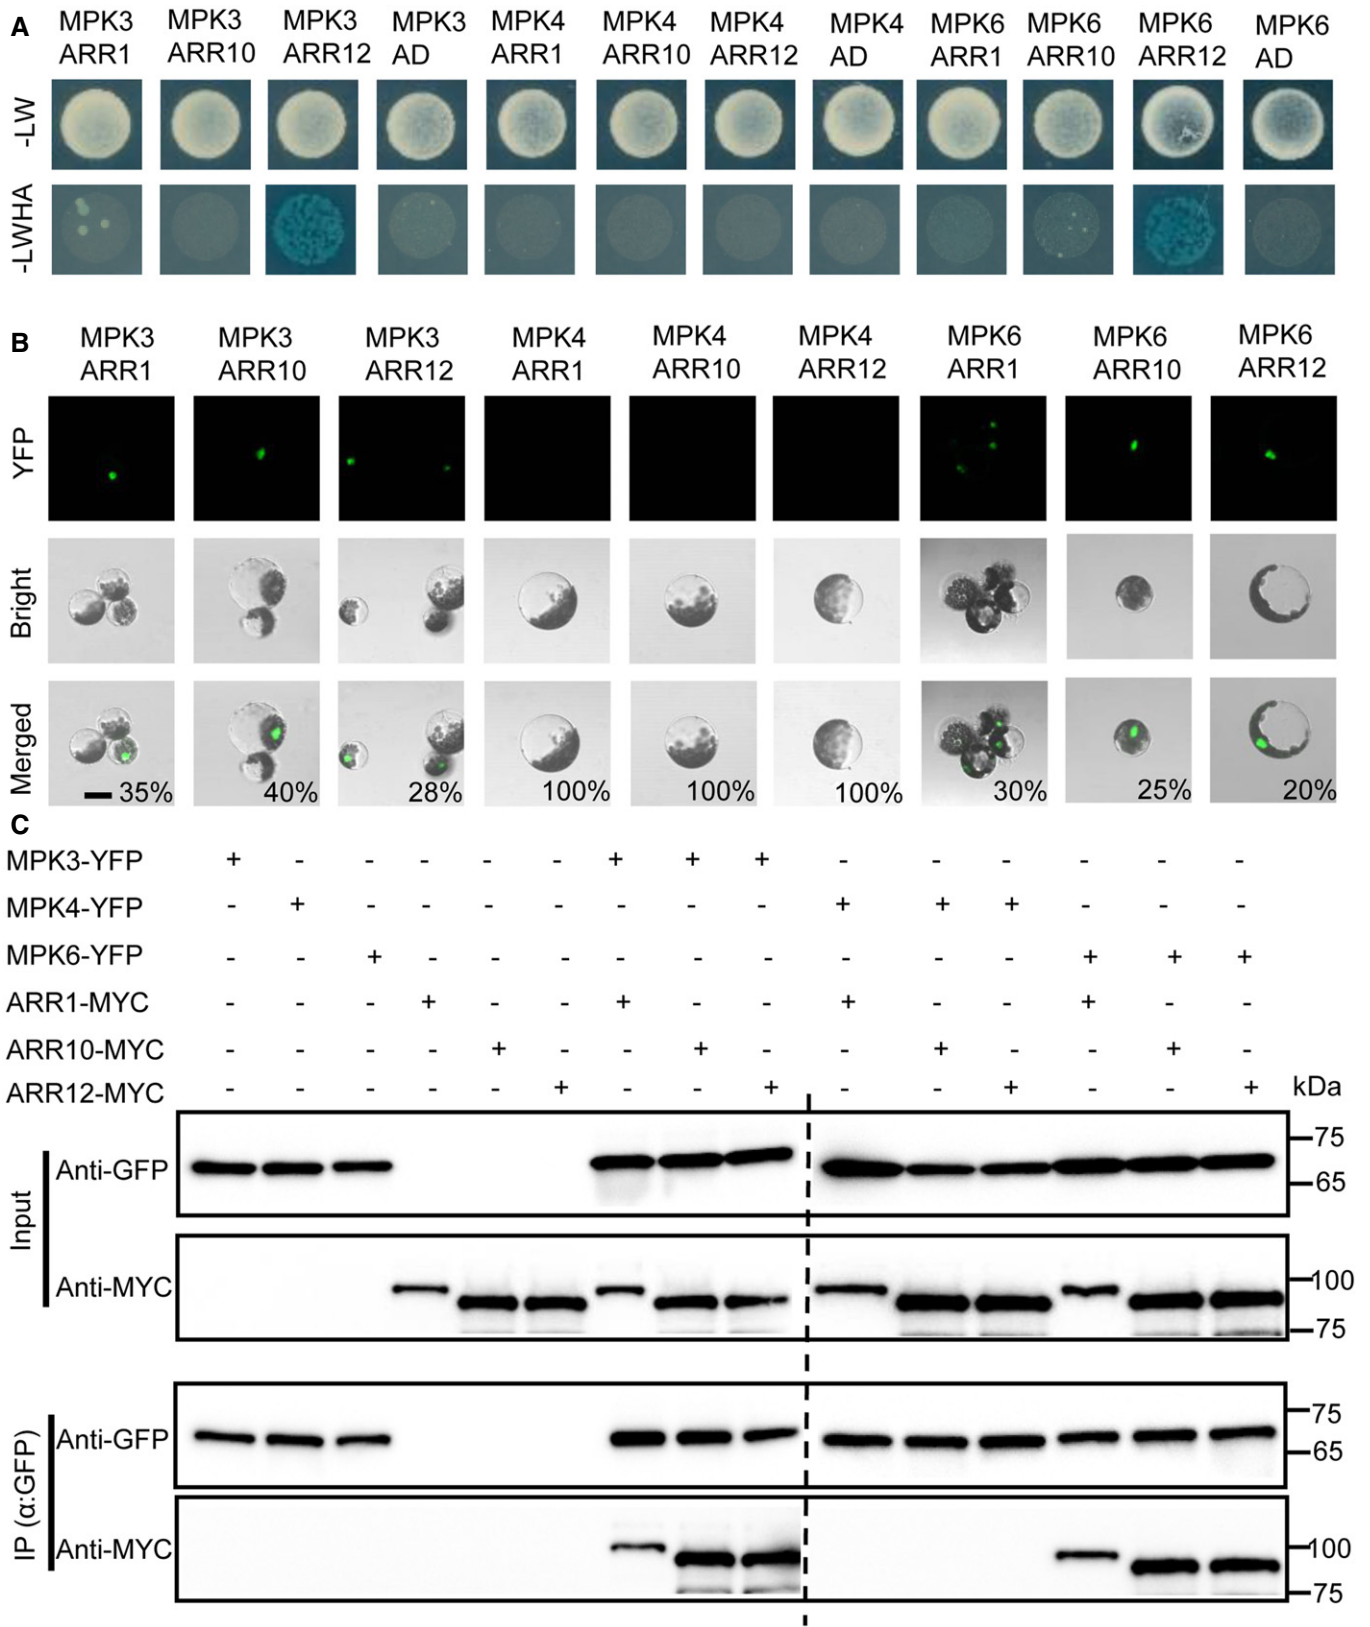 A
MPK3 MPK3 MPK3 MPK3 MPK4 MPK4 MPK4 MPK4 MPK6 MPK6 MPK6 MPK6
ARR1 ARR10 ARR12 AD ARR1 ARR10 ARR12 AD ARR1 ARR10 ARR12 AD
-LW
-LWHA
B
MPK3 MPK3 MPK3 MPK4 MPK4 MPK4 MPK6 MPK6 MPK6
ARR1 ARR10 ARR12 ARR1 ARR10 ARR12 ARR1 ARR10 ARR12
YFP
Bright
Merged
35% 40% 28% 100% 100% 100% 30% 25% 20%
C
MPK3-YFP + - - - - - + + + - - - - - -
MPK4-YFP - + - - - - - - - + + + - - -
MPK6-YFP - - + - - - - - - - - - + + +
ARR1-MYC - - - + - - + - - + - - + - -
ARR10-MYC - - - - + - - + - - + - - + -
ARR12-MYC - - - - - + - - + - - + - - +
kDa
Input
Anti-GFP
75
65
Anti-MYC
100
75
IP (α:GFP)
Anti-GFP
75
65
Anti-MYC
100
75